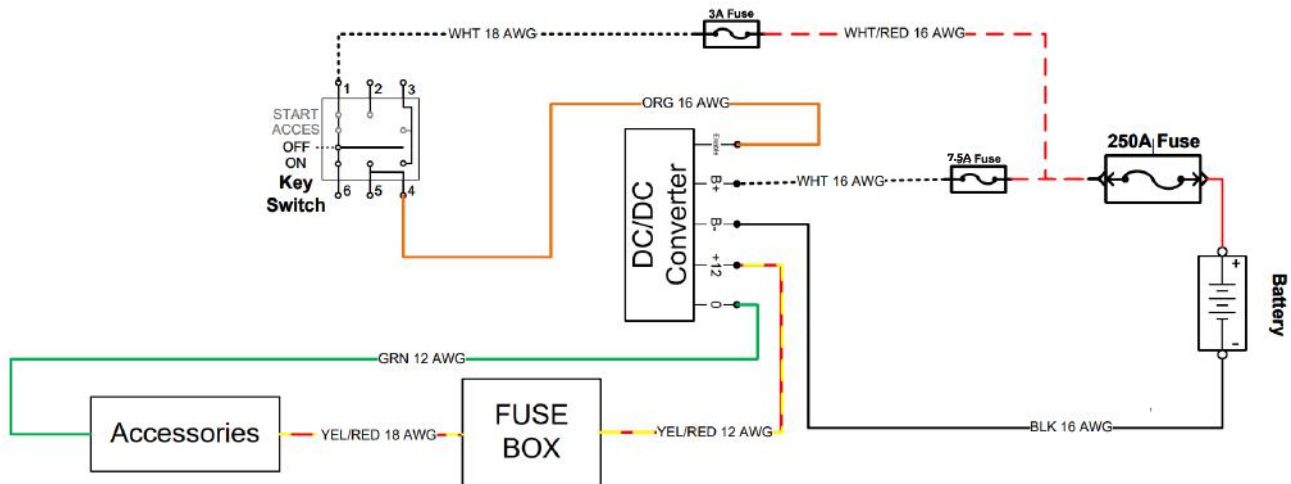 3A Fuse
WHT 18 AWG
WHT/RED 16 AWG
1
2
3
START
ACCES
OFF
ON
Key
Switch
6
5
4
ORG 16 AWG
DC/DC
Converter
Enable
B+
B-
+12
0
WHT 16 AWG
7.5A Fuse
250A Fuse
+
-
Battery
GRN 12 AWG
Accessories
YEL/RED 18 AWG
FUSE
BOX
YEL/RED 12 AWG
BLK 16 AWG